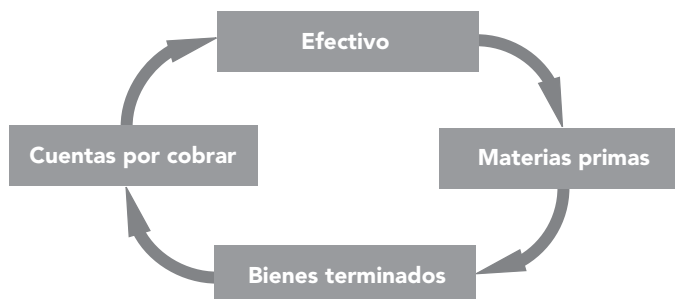 Efectivo
Cuentas por cobrar
Materias primas
Bienes terminados